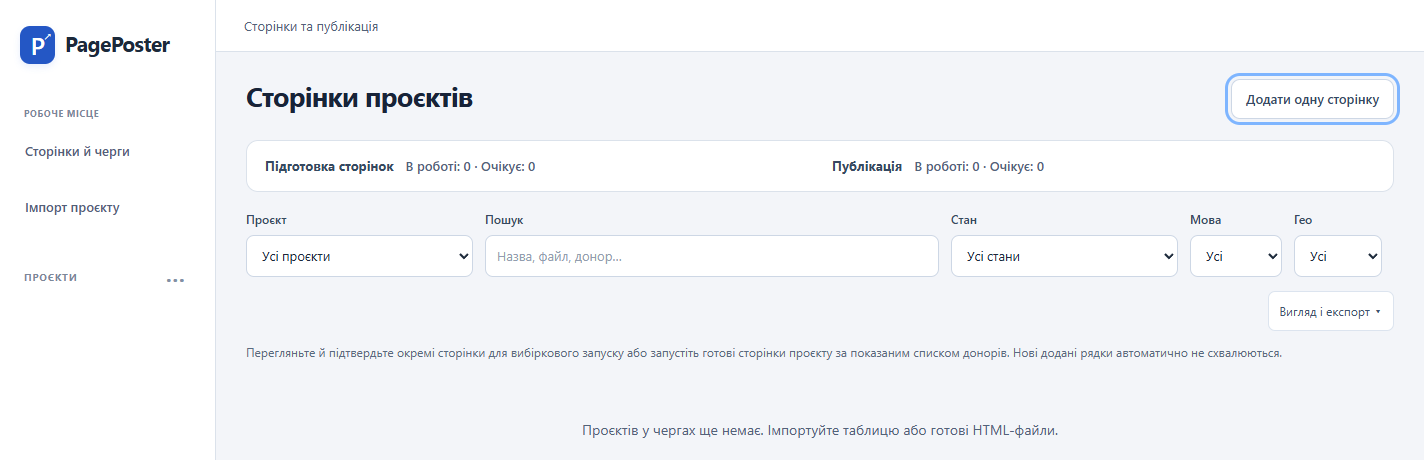 P PagePoster
Сторінки та публікація
РОБОЧЕ МІСЦЕ
Сторінки й черги
Імпорт проєкту
ПРОЄКТИ
Сторінки проєктів
Додати одну сторінку
Підготовка сторінок В роботі: 0 · Очікує: 0
Публікація В роботі: 0 · Очікує: 0
Проєкт Пошук Стан Мова Гео
Усі проєкти Назва, файл, донор... Усі стани Усі Усі
Вигляд і експорт
Перегляньте й підтвердьте окремі сторінки для вибіркового запуску або запустіть готові сторінки проєкту за показаним списком донорів. Нові додані рядки автоматично не схвалюються.
Проєктів у чергах ще немає. Імпортуйте таблицю або готові HTML-файли.